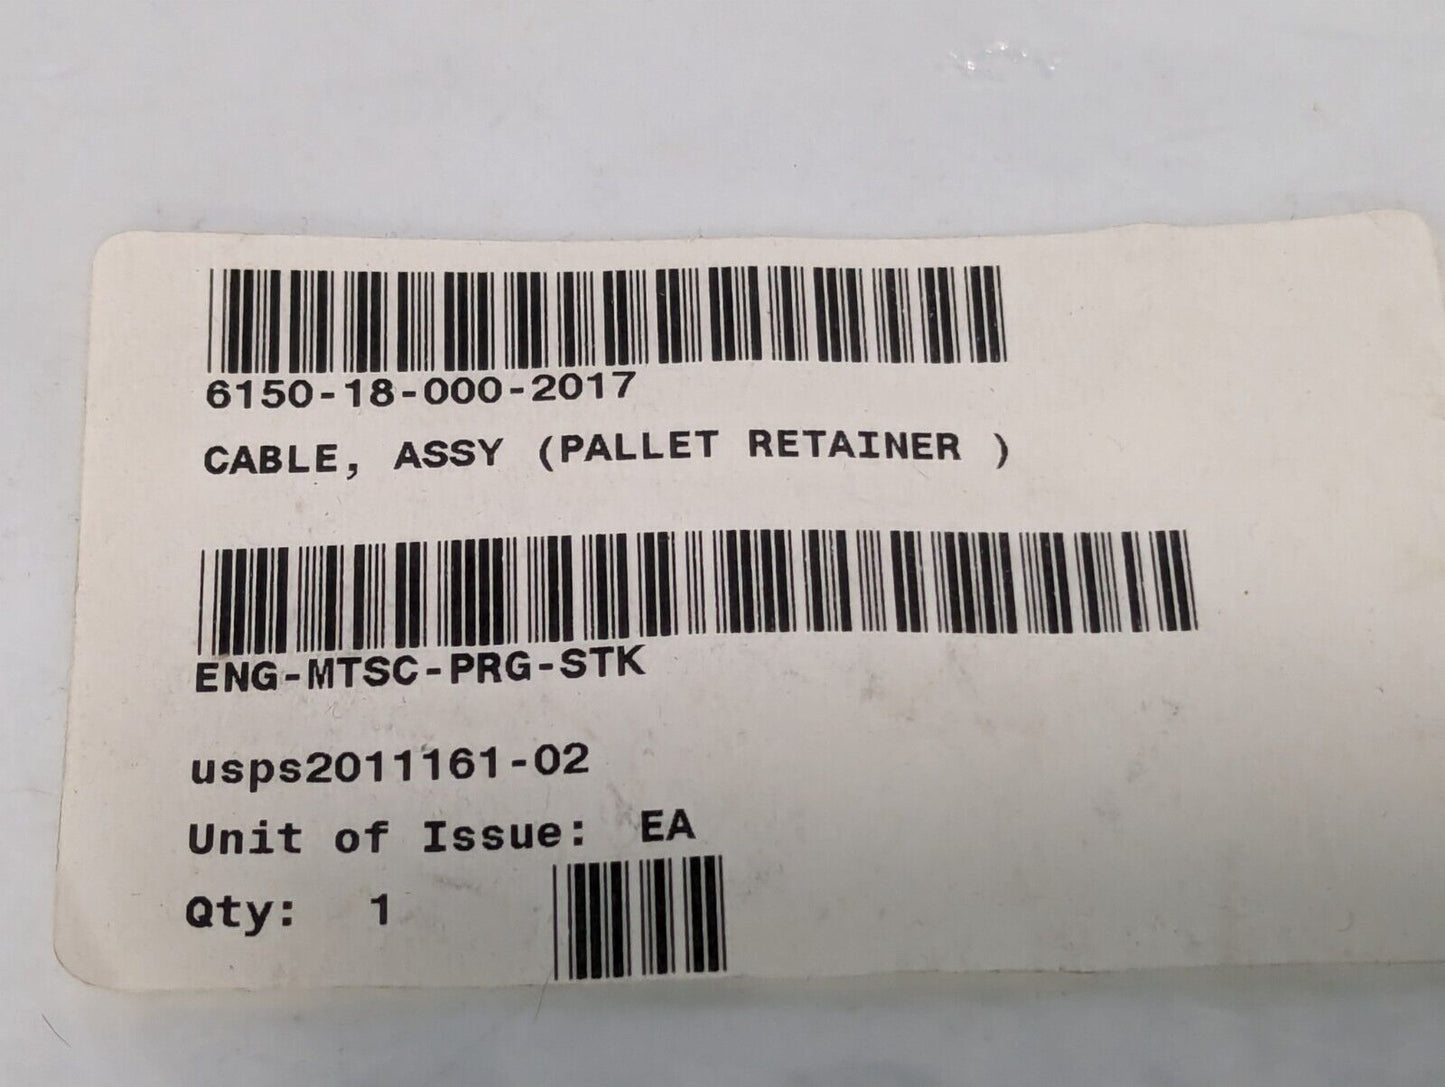 6150-18-000-2017
CABLE, ASSY (PALLET RETAINER )
ENG-MTSC-PRG-STK
usps2011161-02
Unit of Issue: EA
Qty: 1